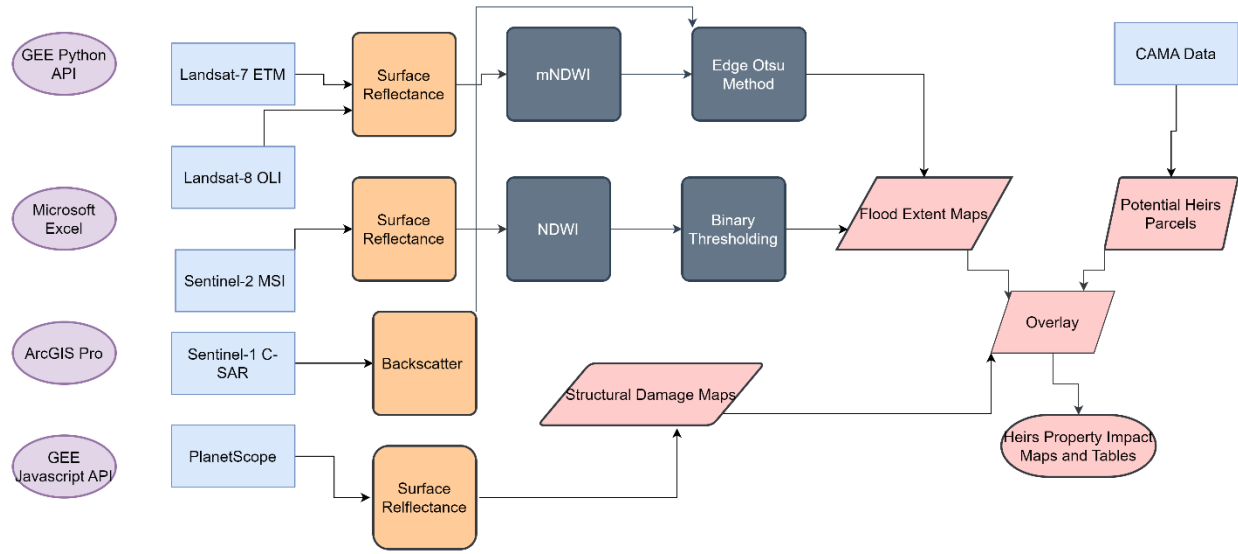 GEE Python
API
Landsat-7 ETM
Surface
Reflectance
mNDWI
Edge Otsu
Method
CAMA Data
Landsat-8 OLI
Microsoft
Excel
Surface
Reflectance
NDWI
Binary
Thresholding
Flood Extent Maps
Potential Heirs
Parcels
Sentinel-2 MSI
ArcGIS Pro
Sentinel-1 C-
SAR
Backscatter
Overlay
Structural Damage Maps
GEE
Javascript API
PlanetScope
Surface
Relflectance
Heirs Property Impact
Maps and Tables